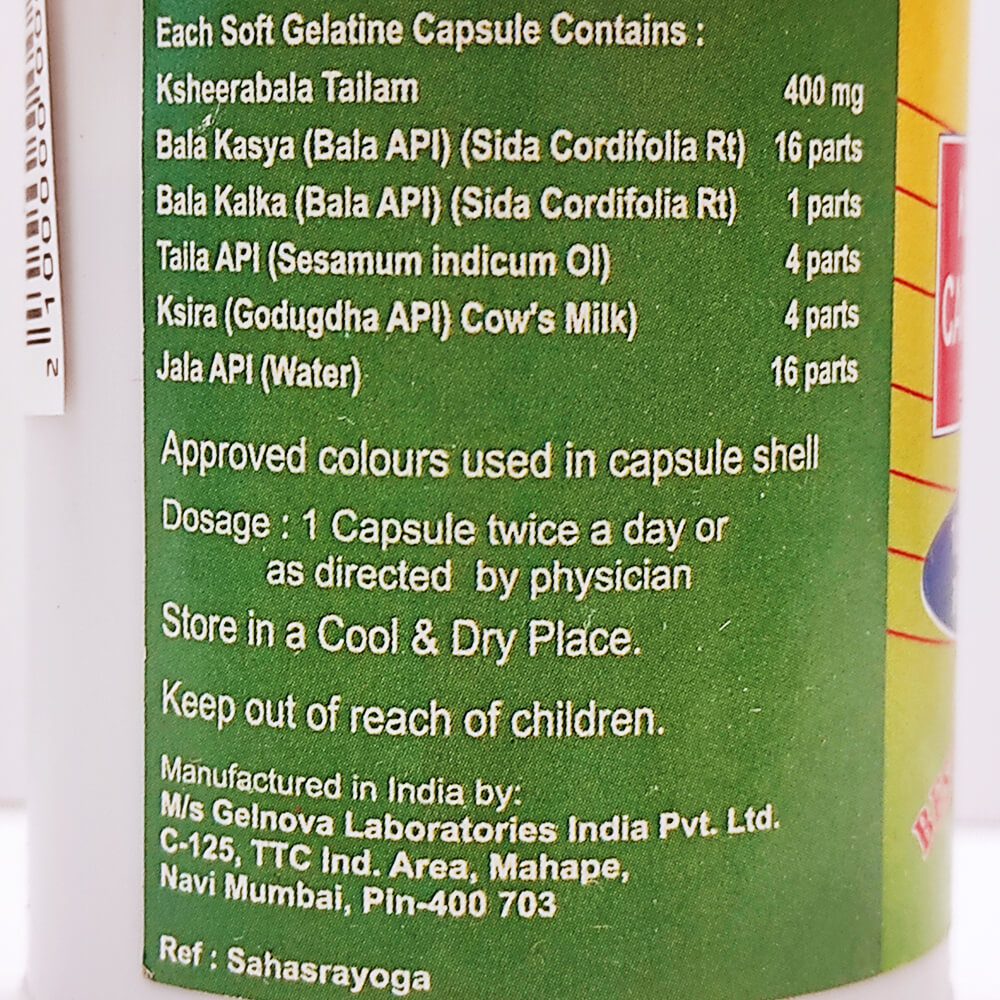 Each Soft Gelatine Capsule Contains :
Ksheerabala Tailam 400 mg
Bala Kasya (Bala API) (Sida Cordifolia Rt) 16 parts
Bala Kalka (Bala API) (Sida Cordifolia Rt) 1 parts
Taila API (Sesamum indicum Ol) 4 parts
Ksira (Godugdha API) Cow's Milk) 4 parts
Jala API (Water) 16 parts
Approved colours used in capsule shell
Dosage : 1 Capsule twice a day or
as directed by physician
Store in a Cool & Dry Place.
Keep out of reach of children.
Manufactured in India by:
M/s Gelnova Laboratories India Pvt. Ltd.
C-125, TTC Ind. Area, Mahape,
Navi Mumbai, Pin-400 703
Ref : Sahasrayoga